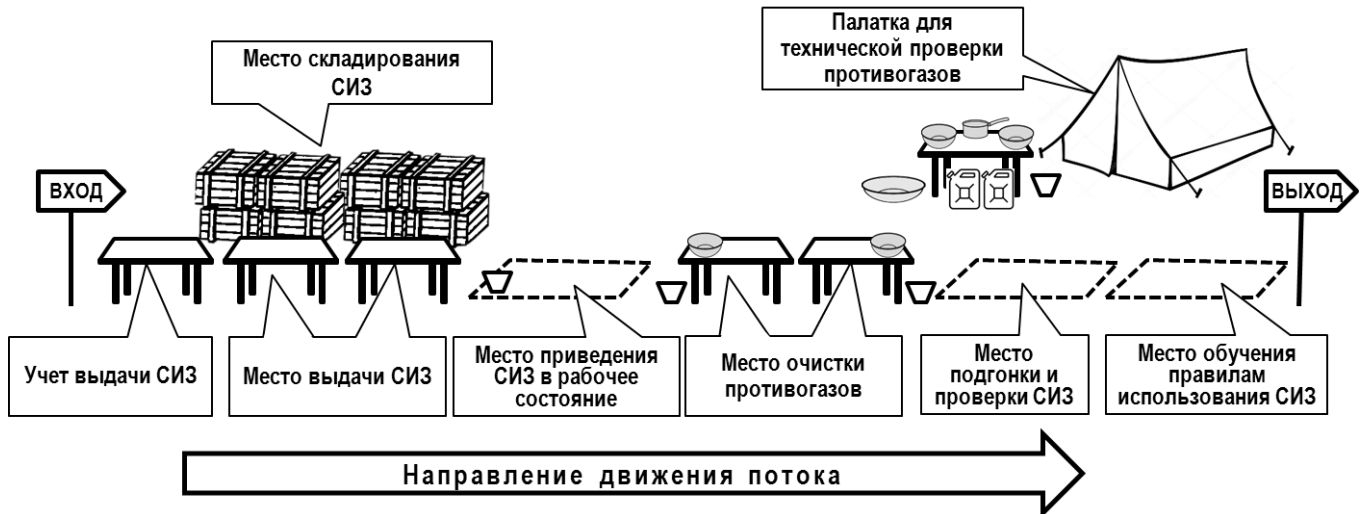 Место складирования
СИЗ
Палатка для
технической проверки
противогазов
ВХОД
ВЫХОД
Учет выдачи СИЗ
Место выдачи СИЗ
Место приведения
СИЗ в рабочее
состояние
Место очистки
противогазов
Место
подгонки и
проверки СИЗ
Место обучения
правилам
использования СИЗ
Направление движения потока